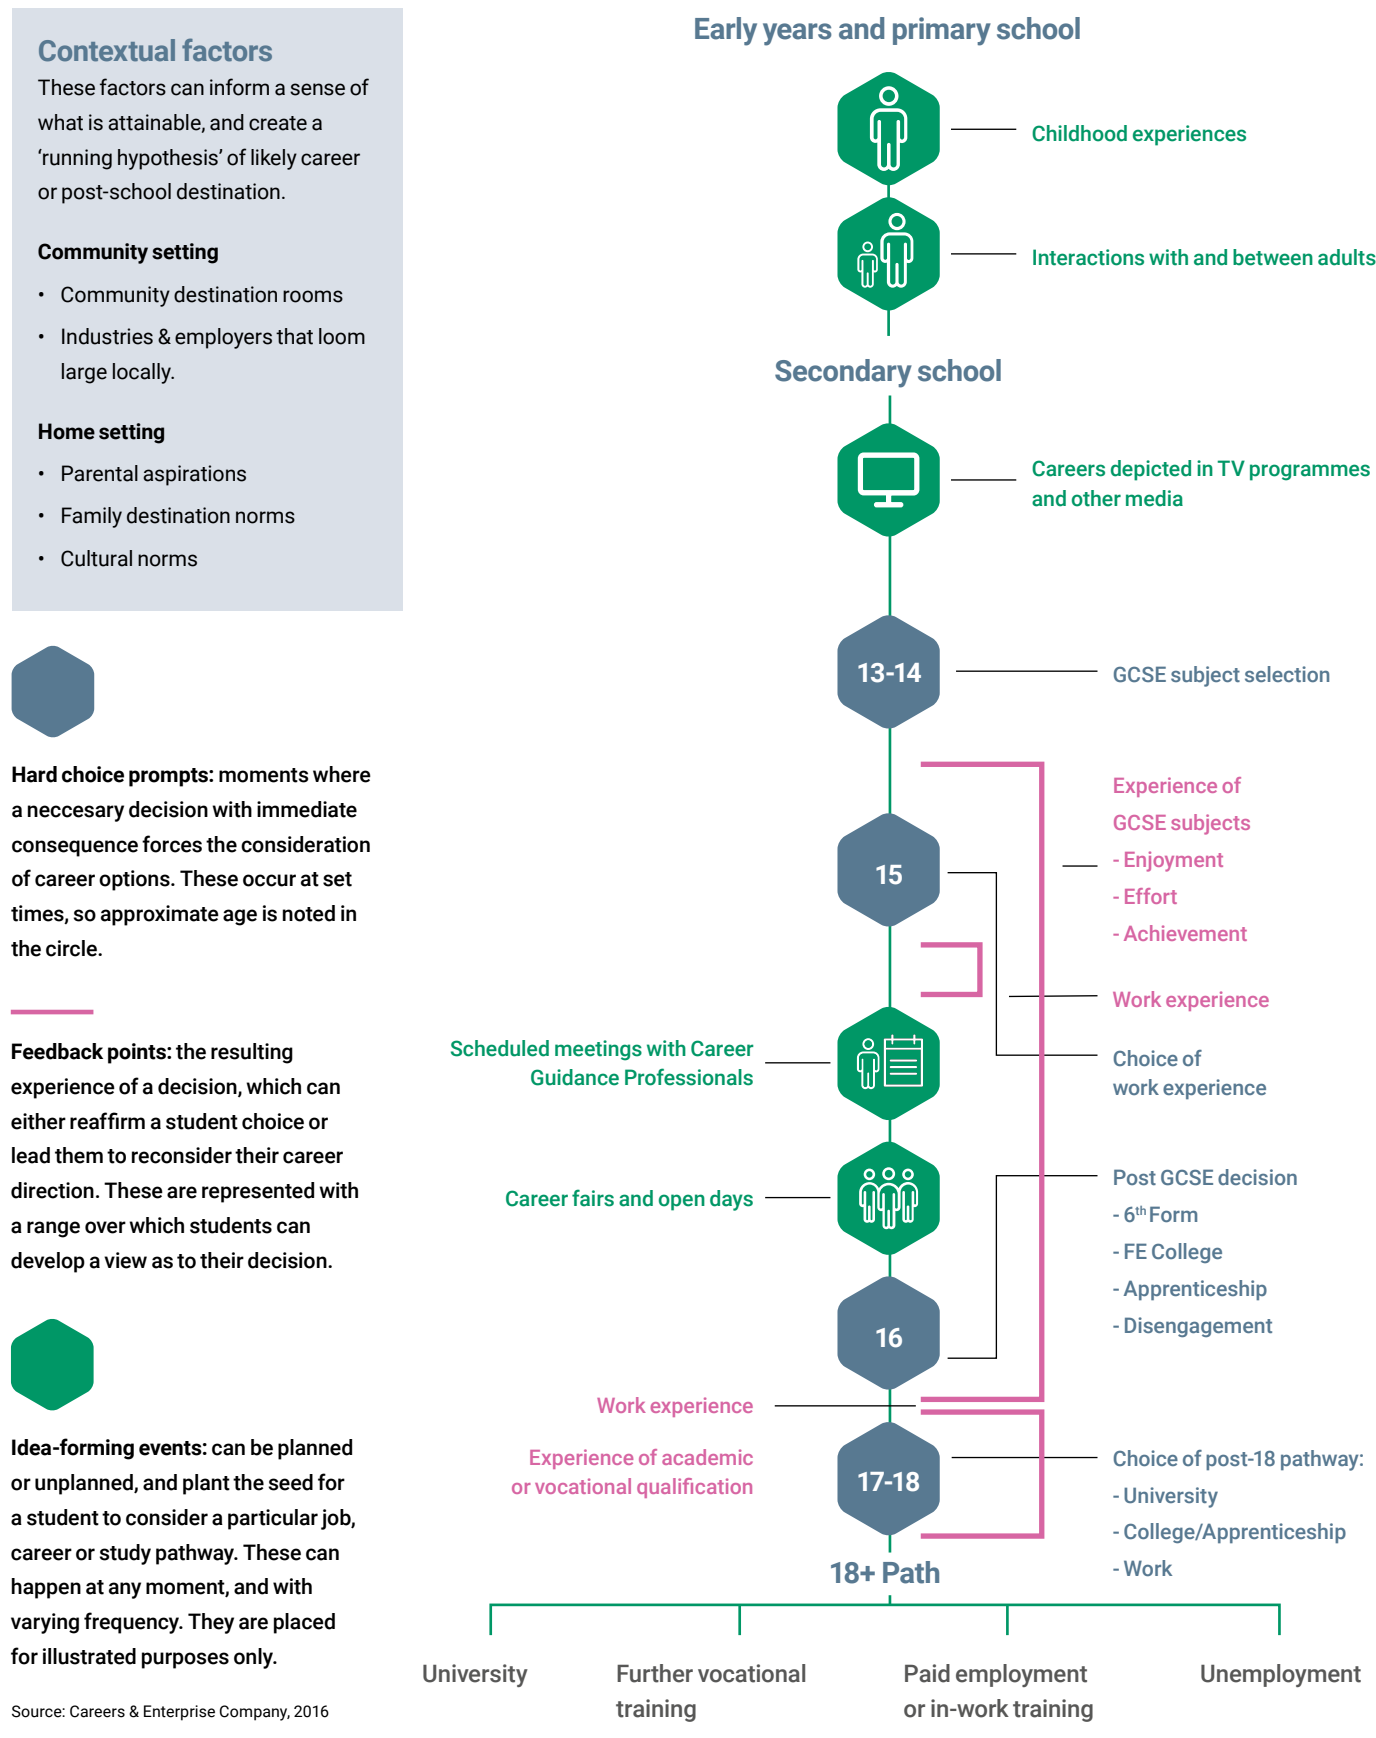 Contextual factors
These factors can inform a sense of
what is attainable, and create a
‘running hypothesis’ of likely career
or post-school destination.
Community setting
• Community destination rooms
• Industries & employers that loom
large locally.
Home setting
• Parental aspirations
• Family destination norms
• Cultural norms
Hard choice prompts: moments where
a neccesary decision with immediate
consequence forces the consideration
of career options. These occur at set
times, so approximate age is noted in
the circle.
Feedback points: the resulting
experience of a decision, which can
either reaffirm a student choice or
lead them to reconsider their career
direction. These are represented with
a range over which students can
develop a view as to their decision.
Idea-forming events: can be planned
or unplanned, and plant the seed for
a student to consider a particular job,
career or study pathway. These can
happen at any moment, and with
varying frequency. They are placed
for illustrated purposes only.
Source: Careers & Enterprise Company, 2016
Early years and primary school
Childhood experiences
Interactions with and between adults
Secondary school
Careers depicted in TV programmes
and other media
13-14
GCSE subject selection
Experience of
GCSE subjects
- Enjoyment
- Effort
- Achievement
15
Work experience
Choice of
work experience
Scheduled meetings with Career
Guidance Professionals
Career fairs and open days
Post GCSE decision
- 6th Form
- FE College
- Apprenticeship
- Disengagement
16
Work experience
Experience of academic
or vocational qualification
17-18
Choice of post-18 pathway:
- University
- College/Apprenticeship
- Work
18+ Path
University
Further vocational
training
Paid employment
or in-work training
Unemployment